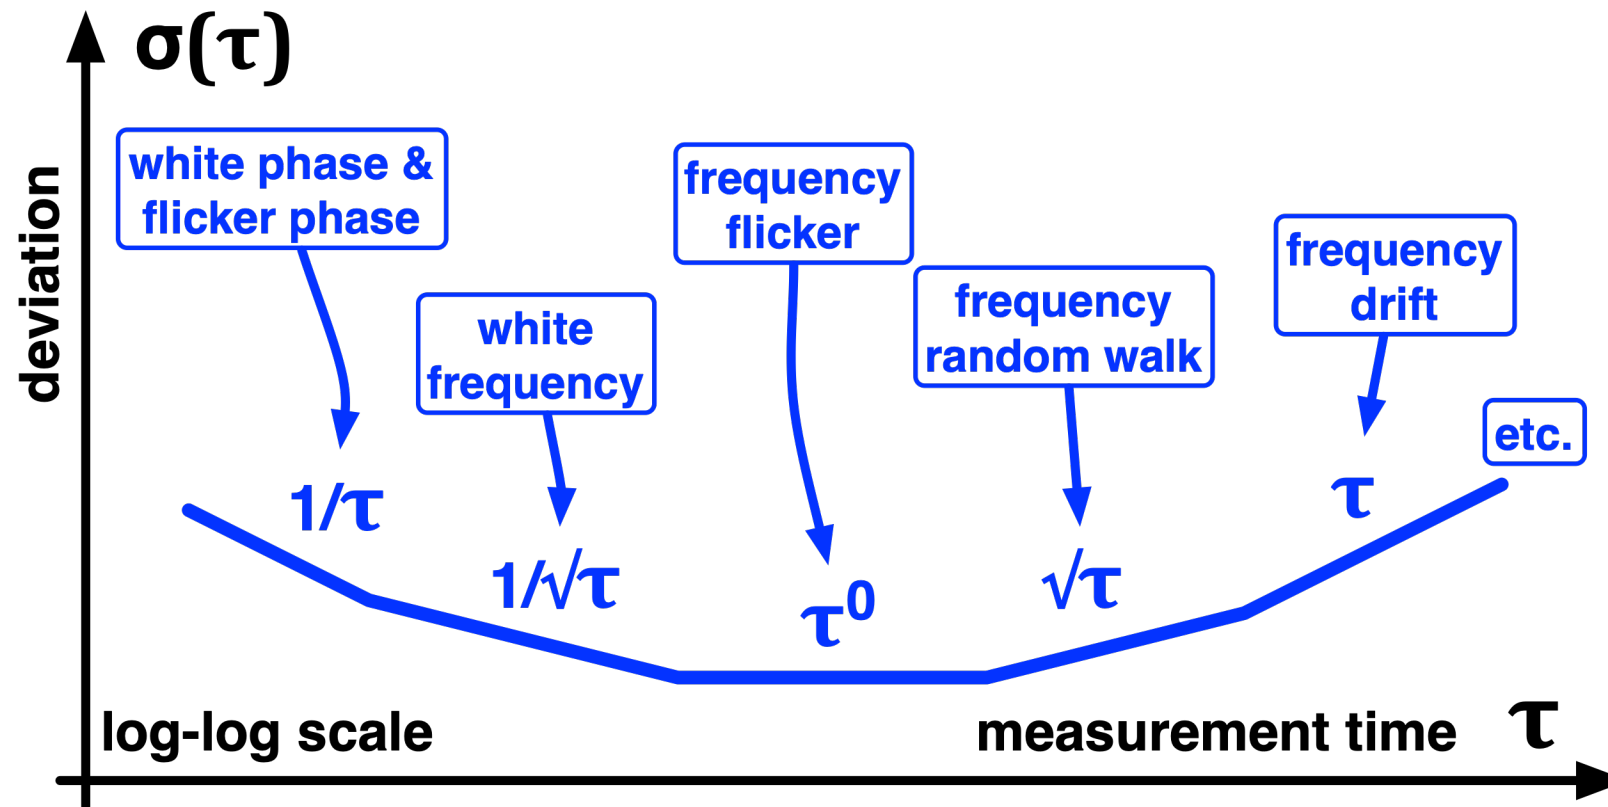 σ(τ)
deviation
white phase &
flicker phase
white
frequency
frequency
flicker
frequency
random walk
frequency
drift
etc.
1/τ
1/√τ
τ⁰
√τ
τ
log-log scale
measurement time τ